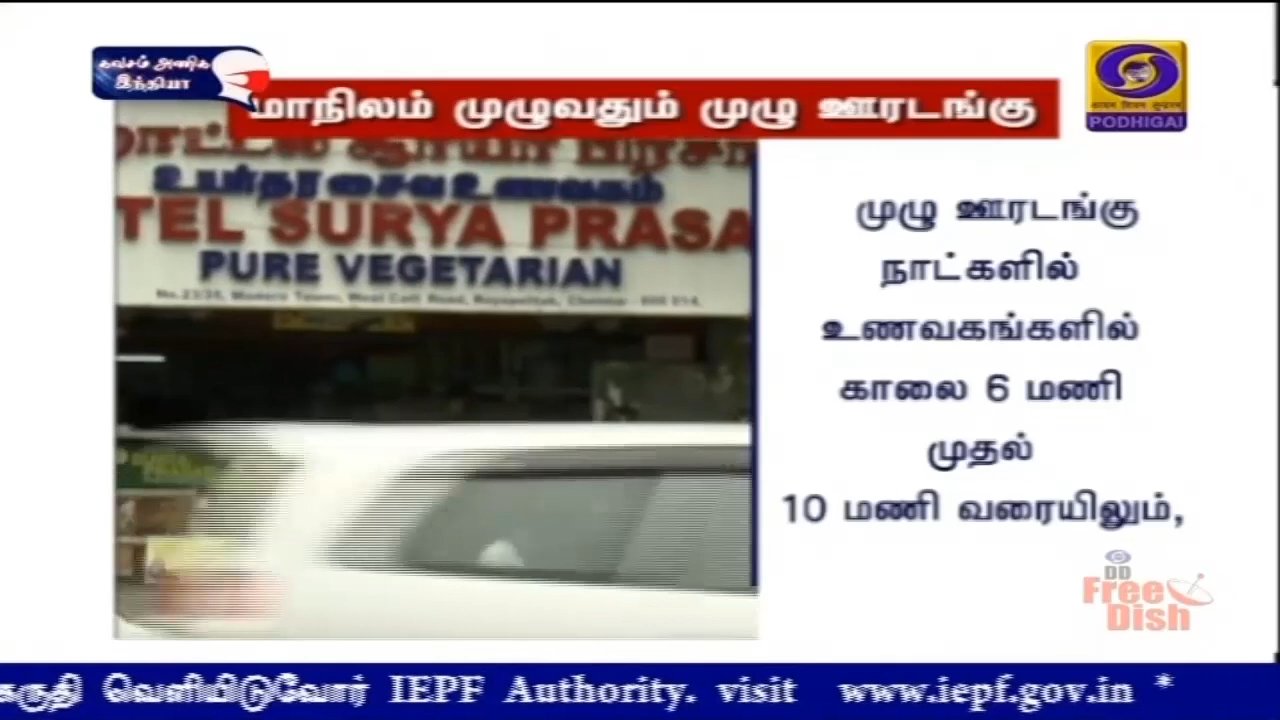 கவசம் அணிக
இந்தியா
மாநிலம் முழுவதும் முழு ஊரடங்கு
PODHIGAI
உயர்தர சைவ உணவகம்
TEL SURYA PRASA
PURE VEGETARIAN
முழு ஊரடங்கு
நாட்களில்
உணவகங்களில்
காலை 6 மணி
முதல்
10 மணி வரையிலும்,
DD
Free
Dish
கருதி வெளியிடுவோர் IEPF Authority. visit www.iepf.gov.in *